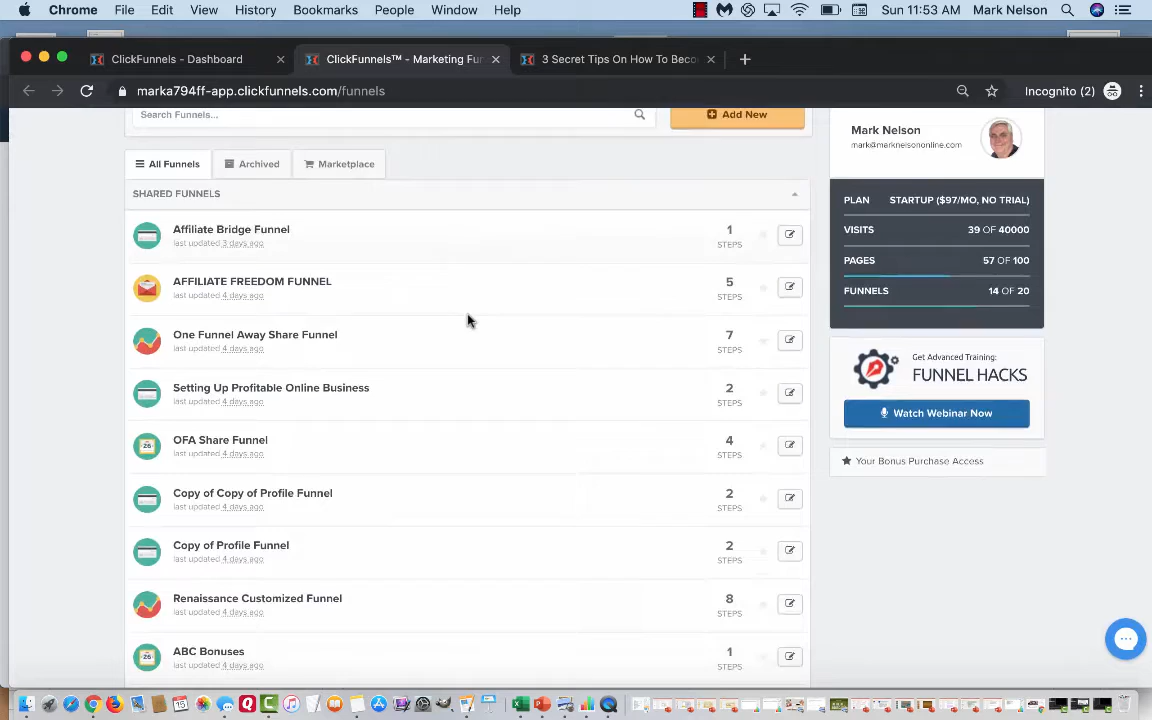 Chrome File Edit View History Bookmarks People Window Help Sun 11:53 AM Mark Nelson
ClickFunnels - Dashboard
ClickFunnels™ - Marketing Fun
3 Secret Tips On How To Beco
marka794ff-app.clickfunnels.com/funnels
Incognito (2)
Search Funnels...
Add New
All Funnels
Archived
Marketplace
SHARED FUNNELS
Affiliate Bridge Funnel
last updated 3 days ago
1
STEPS
AFFILIATE FREEDOM FUNNEL
last updated 4 days ago
5
STEPS
One Funnel Away Share Funnel
last updated 4 days ago
7
STEPS
Setting Up Profitable Online Business
last updated 4 days ago
2
STEPS
OFA Share Funnel
last updated 4 days ago
4
STEPS
Copy of Copy of Profile Funnel
last updated 4 days ago
2
STEPS
Copy of Profile Funnel
last updated 4 days ago
2
STEPS
Renaissance Customized Funnel
last updated 4 days ago
8
STEPS
ABC Bonuses
last updated 4 days ago
1
STEPS
Mark Nelson
mark@marknelsononline.com
PLAN STARTUP ($97/MO, NO TRIAL)
VISITS 39 OF 40000
PAGES 57 OF 100
FUNNELS 14 OF 20
Get Advanced Training:
FUNNEL HACKS
Watch Webinar Now
Your Bonus Purchase Access